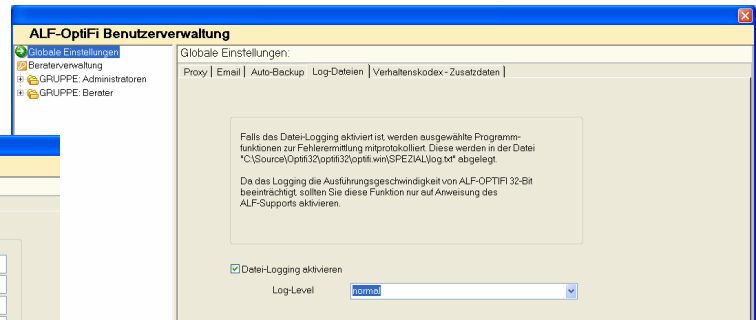 ALF-OptiFi Benutzerverwaltung
Globale Einstellungen
Beraterverwaltung
GRUPPE: Administratoren
GRUPPE: Berater
Globale Einstellungen:
Proxy Email Auto-Backup Log-Dateien Verhaltenskodex - Zusatzdaten
Falls das Datei-Logging aktiviert ist, werden ausgewählte Programm-
funktionen zur Fehlerermittlung mitprotokolliert. Diese werden in der Datei
"C:\Source\Optifi32\optifi32\optifi.win\SPEZIAL\log.txt" abgelegt.
Da das Logging die Ausführungsgeschwindigkeit von ALF-OPTIFI 32-Bit
beeinträchtigt, sollten Sie diese Funktion nur auf Anweisung des
ALF-Supports aktivieren.
Datei-Logging aktivieren
Log-Level normal